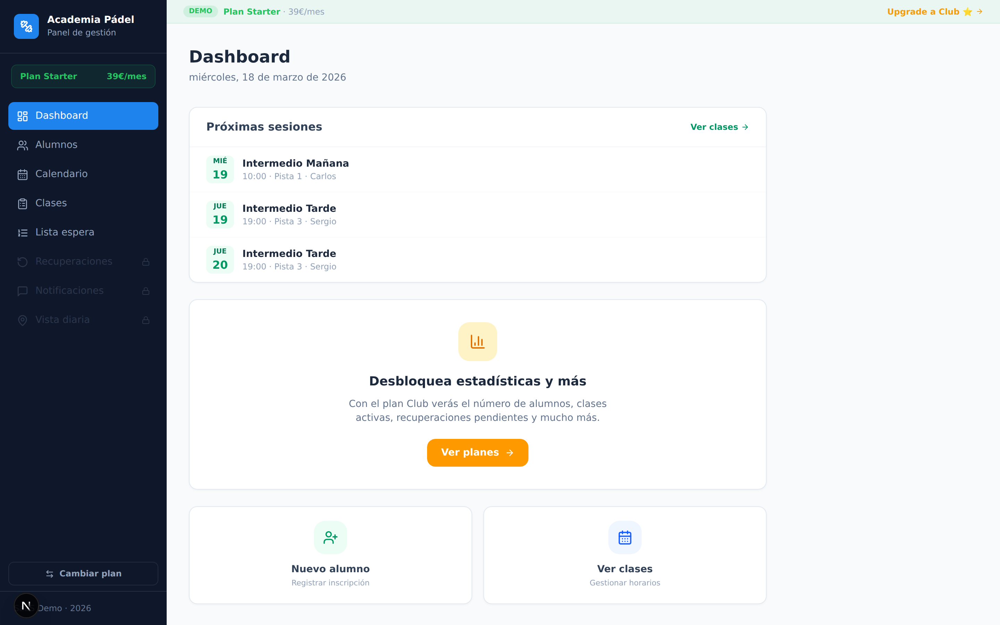 Academia Pádel
Panel de gestión
Plan Starter 39€/mes
Dashboard
Alumnos
Calendario
Clases
Lista espera
Recuperaciones
Notificaciones
Vista diaria
Cambiar plan
Demo · 2026
DEMO Plan Starter · 39€/mes
Upgrade a Club ⭐ →
Dashboard
miércoles, 18 de marzo de 2026
Próximas sesiones
Ver clases →
MIÉ
19
Intermedio Mañana
10:00 · Pista 1 · Carlos
JUE
19
Intermedio Tarde
19:00 · Pista 3 · Sergio
JUE
20
Intermedio Tarde
19:00 · Pista 3 · Sergio
Desbloquea estadísticas y más
Con el plan Club verás el número de alumnos, clases
activas, recuperaciones pendientes y mucho más.
Ver planes →
Nuevo alumno
Registrar inscripción
Ver clases
Gestionar horarios